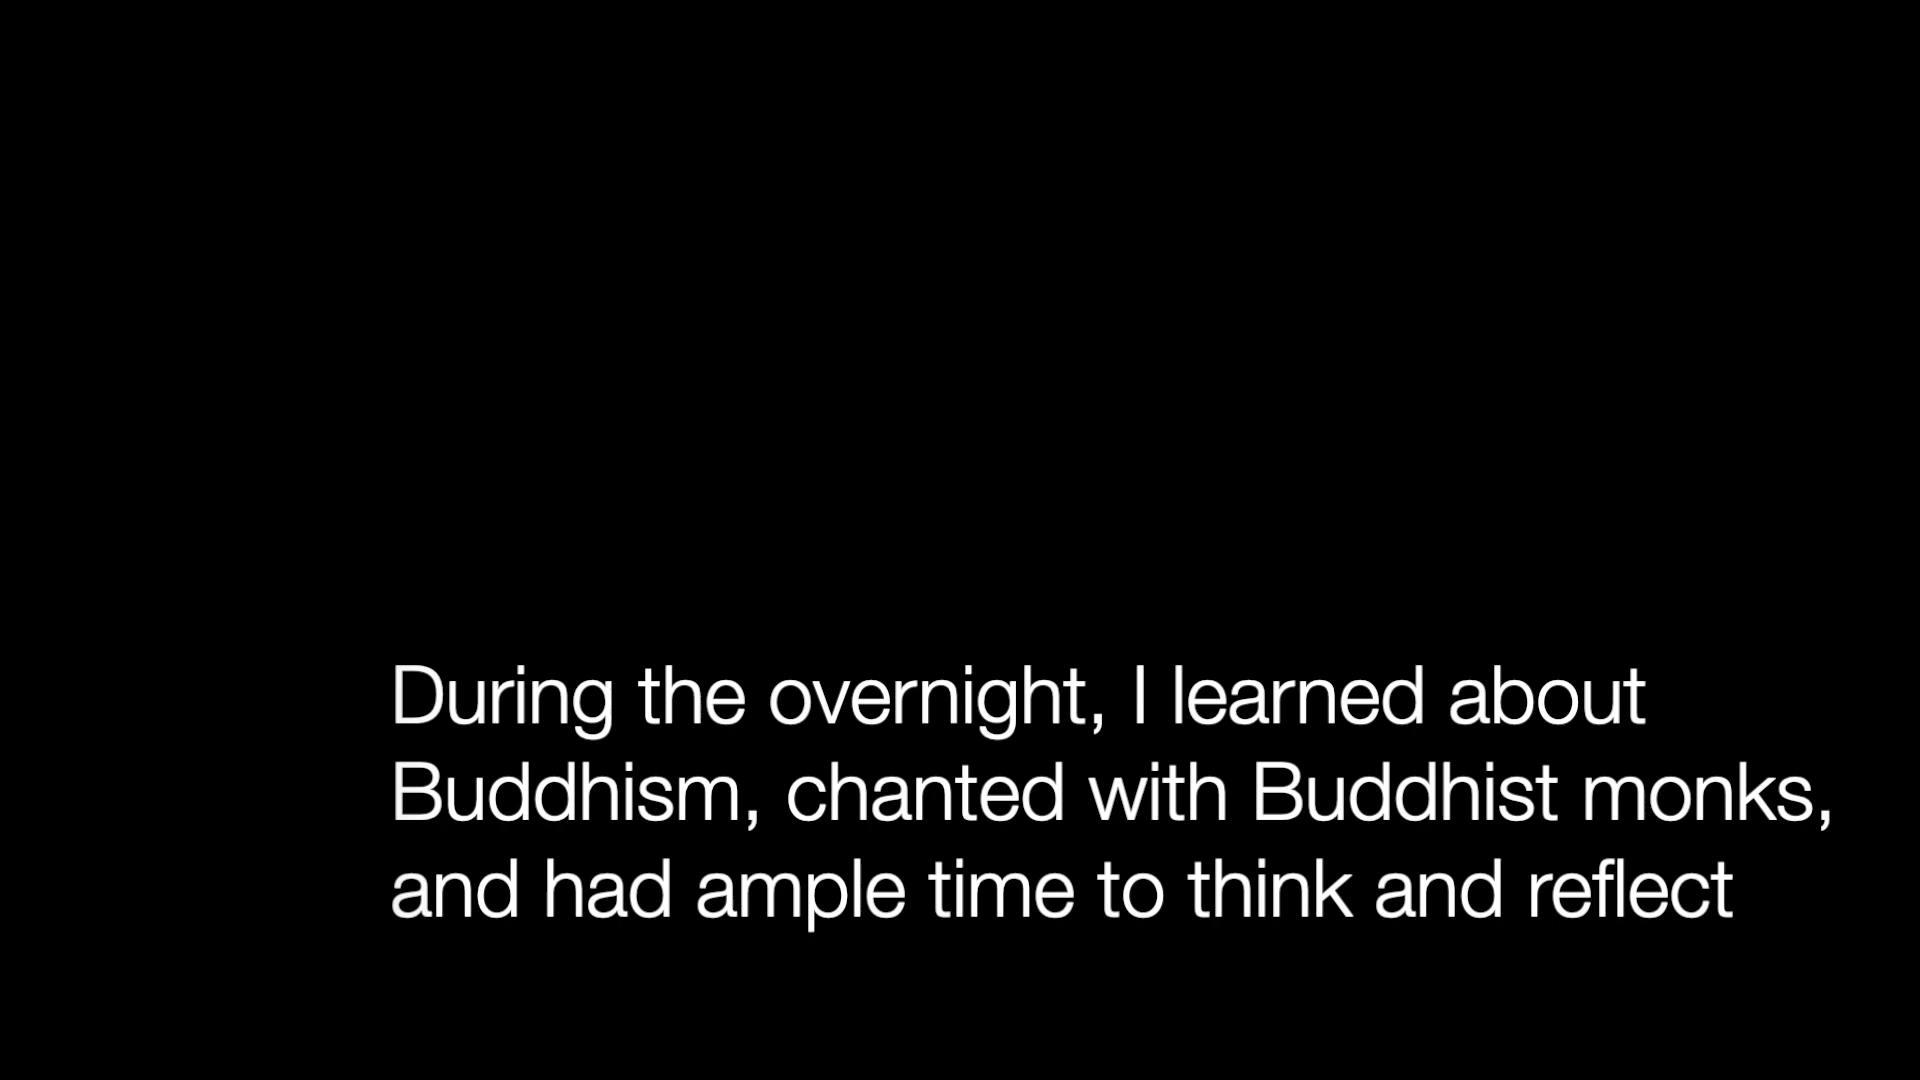 During the overnight, I learned about
Buddhism, chanted with Buddhist monks,
and had ample time to think and reflect